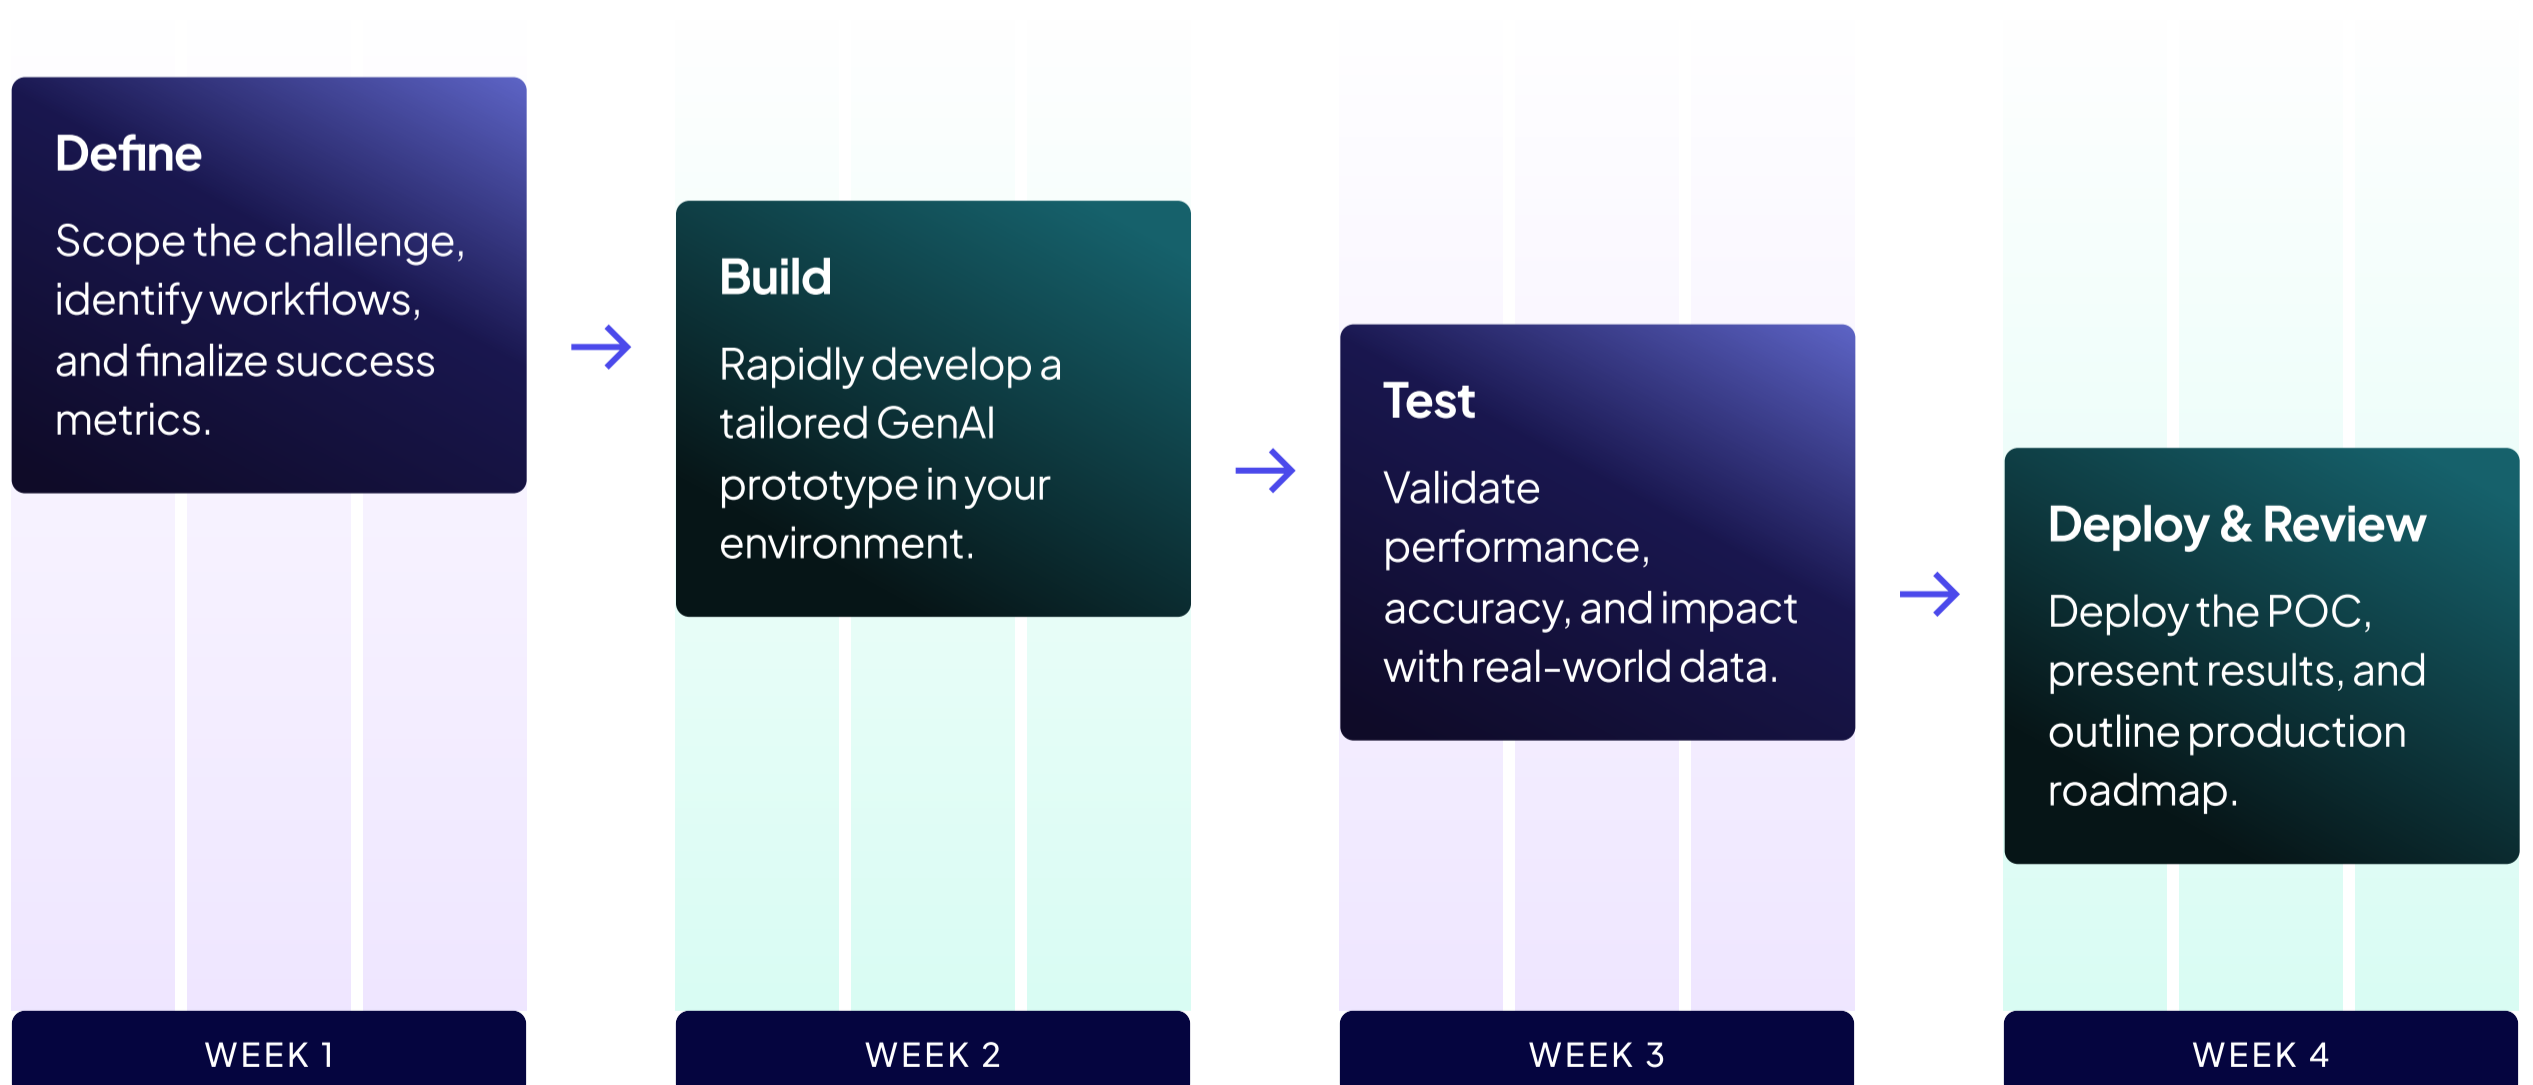 Define
Scope the challenge,
identify workflows,
and finalize success
metrics.
Build
Rapidly develop a
tailored GenAI
prototype in your
environment.
Test
Validate
performance,
accuracy, and impact
with real-world data.
Deploy & Review
Deploy the POC,
present results, and
outline production
roadmap.
WEEK 1
WEEK 2
WEEK 3
WEEK 4